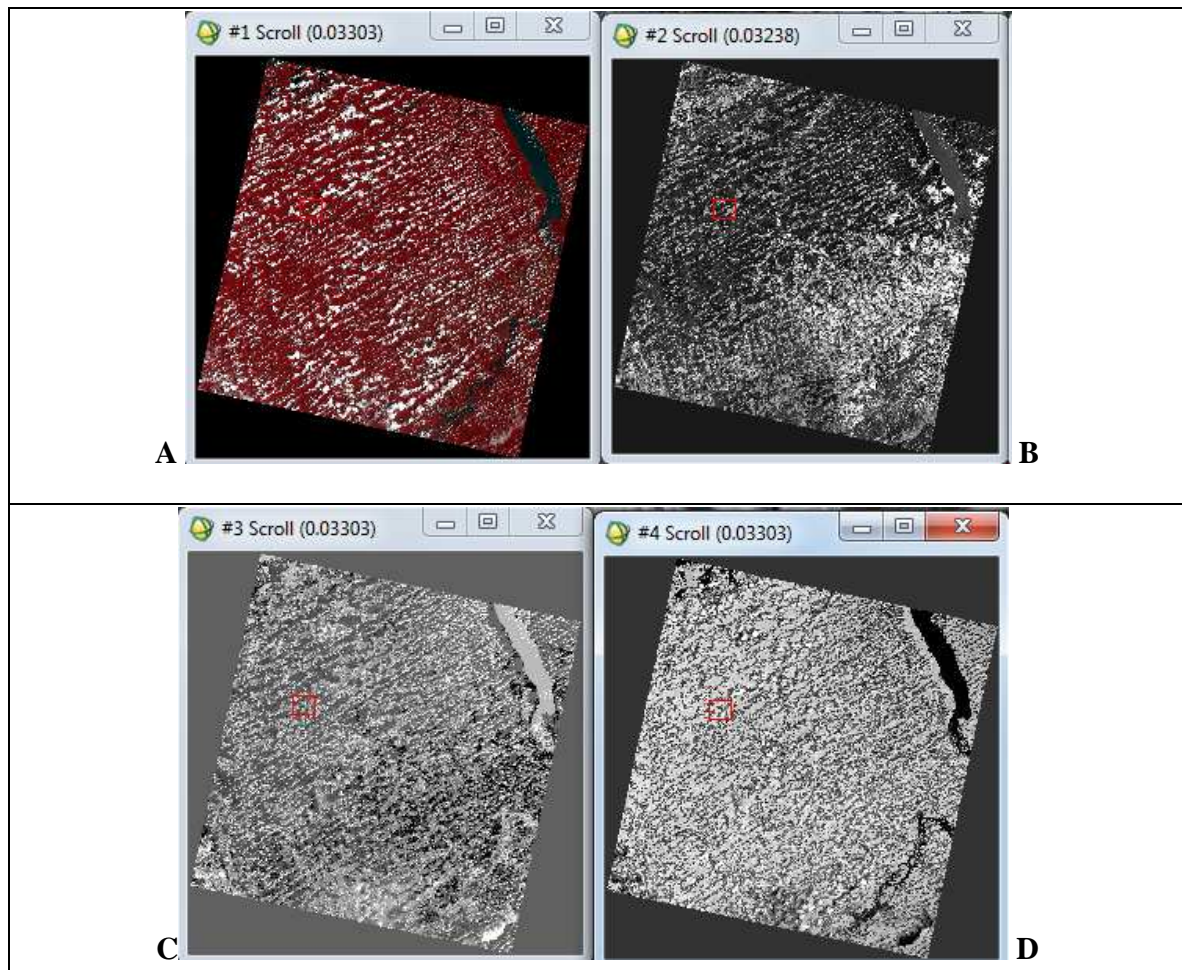 #1 Scroll (0.03303)
#2 Scroll (0.03238)
A
B
#3 Scroll (0.03303)
#4 Scroll (0.03303)
C
D